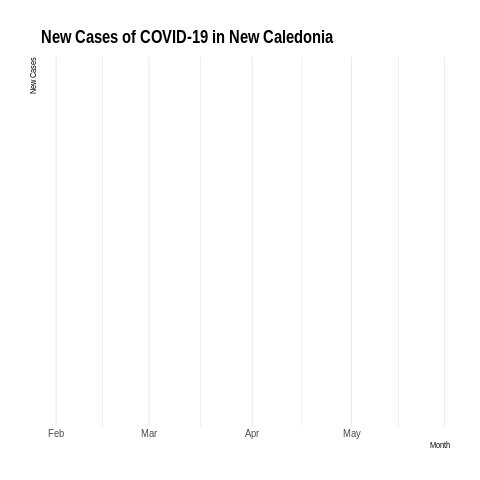 New Cases of COVID-19 in New Caledonia
New Cases
Feb Mar Apr May
Month